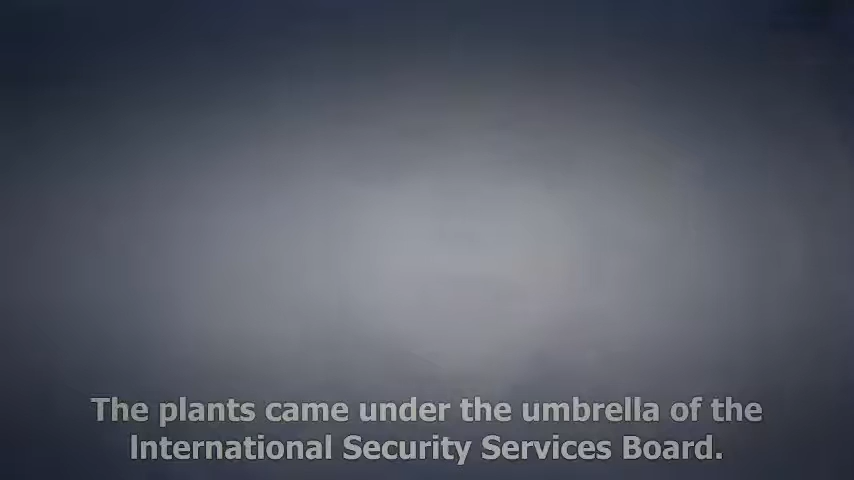 The plants came under the umbrella of the
International Security Services Board.